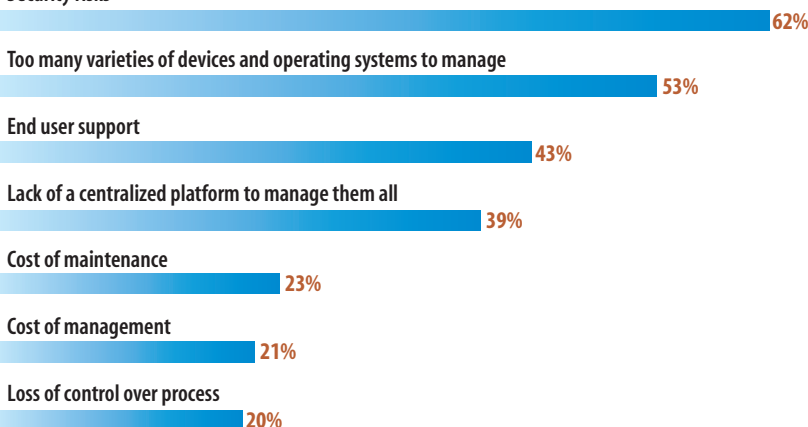 Security risks
62%
Too many varieties of devices and operating systems to manage
53%
End user support
43%
Lack of a centralized platform to manage them all
39%
Cost of maintenance
23%
Cost of management
21%
Loss of control over process
20%